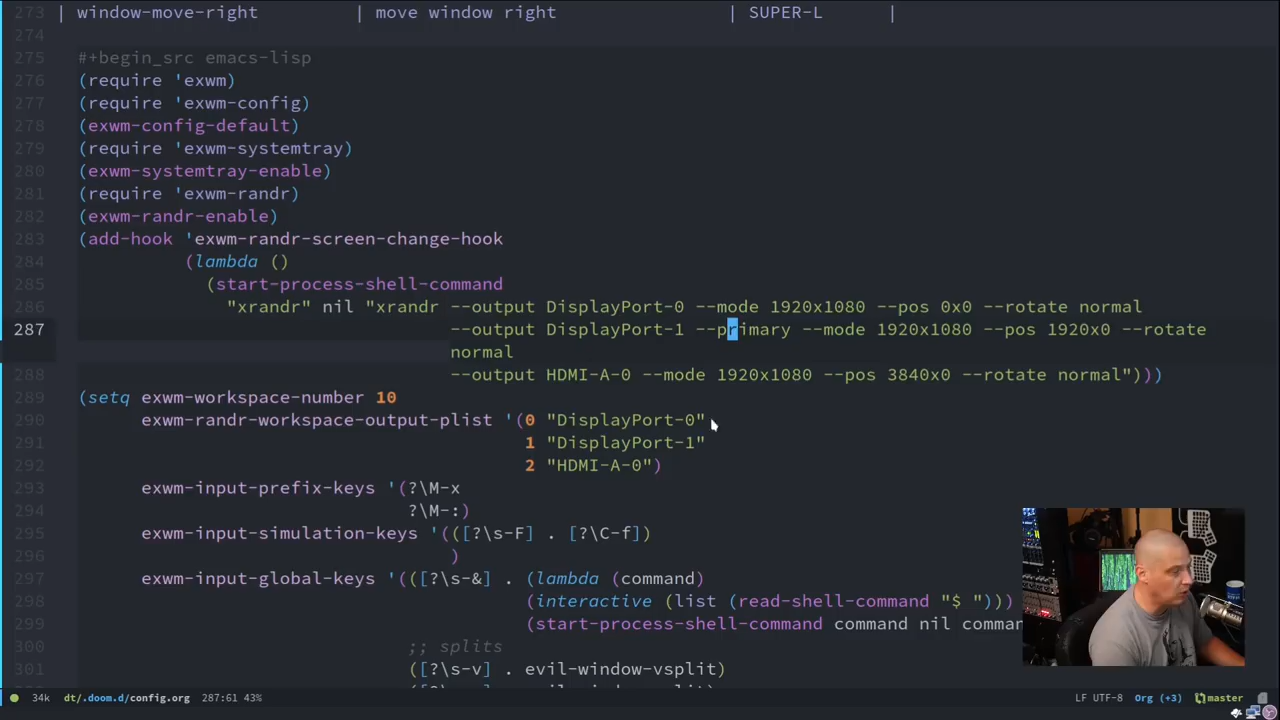 273 | window-move-right | move window right | SUPER-L |
274
275 #+begin_src emacs-lisp
276 (require 'exwm)
277 (require 'exwm-config)
278 (exwm-config-default)
279 (require 'exwm-systemtray)
280 (exwm-systemtray-enable)
281 (require 'exwm-randr)
282 (exwm-randr-enable)
283 (add-hook 'exwm-randr-screen-change-hook
284 (lambda ()
285 (start-process-shell-command
286 "xrandr" nil "xrandr --output DisplayPort-0 --mode 1920x1080 --pos 0x0 --rotate normal
287 --output DisplayPort-1 --primary --mode 1920x1080 --pos 1920x0 --rotate
normal
288 --output HDMI-A-0 --mode 1920x1080 --pos 3840x0 --rotate normal")))
289 (setq exwm-workspace-number 10
290 exwm-randr-workspace-output-plist '(0 "DisplayPort-0"
291 1 "DisplayPort-1"
292 2 "HDMI-A-0")
293 exwm-input-prefix-keys '(?\M-x
294 ?\M-:)
295 exwm-input-simulation-keys '(([?\s-F] . [?\C-f])
296 )
297 exwm-input-global-keys '(([?\s-&] . (lambda (command)
298 (interactive (list (read-shell-command "$ ")))
299 (start-process-shell-command command nil comman
300 ;; splits
301 ([?\s-v] . evil-window-vsplit)
34k dt/.doom.d/config.org 287:61 43% LF UTF-8 Org (+3) master